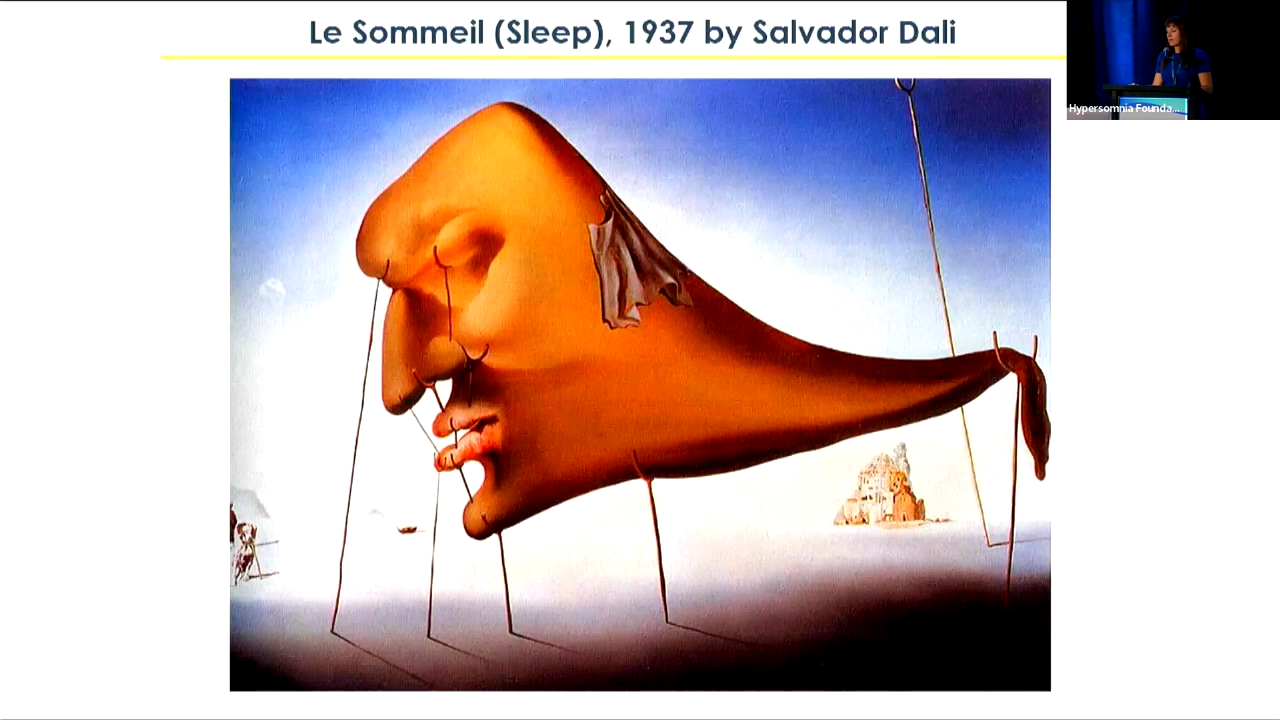 Le Sommeil (Sleep), 1937 by Salvador Dali
Hypersomnia Founda...